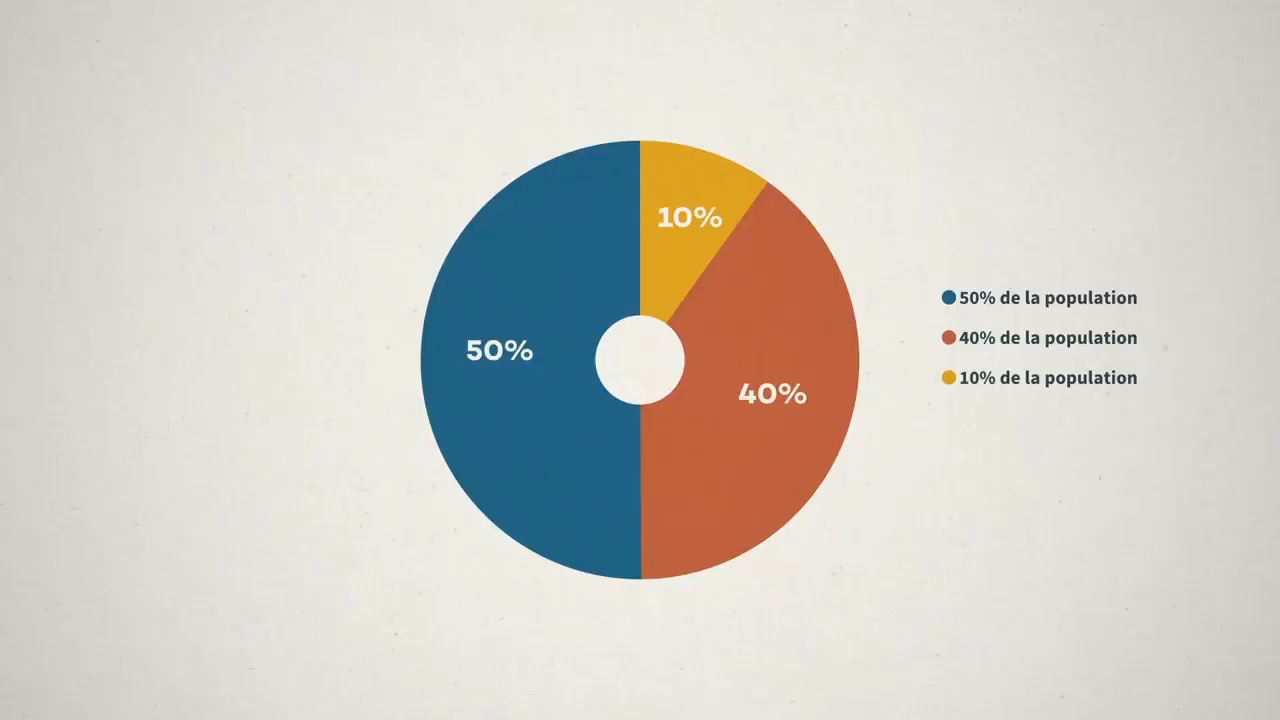 10%
50%
40%
50% de la population
40% de la population
10% de la population